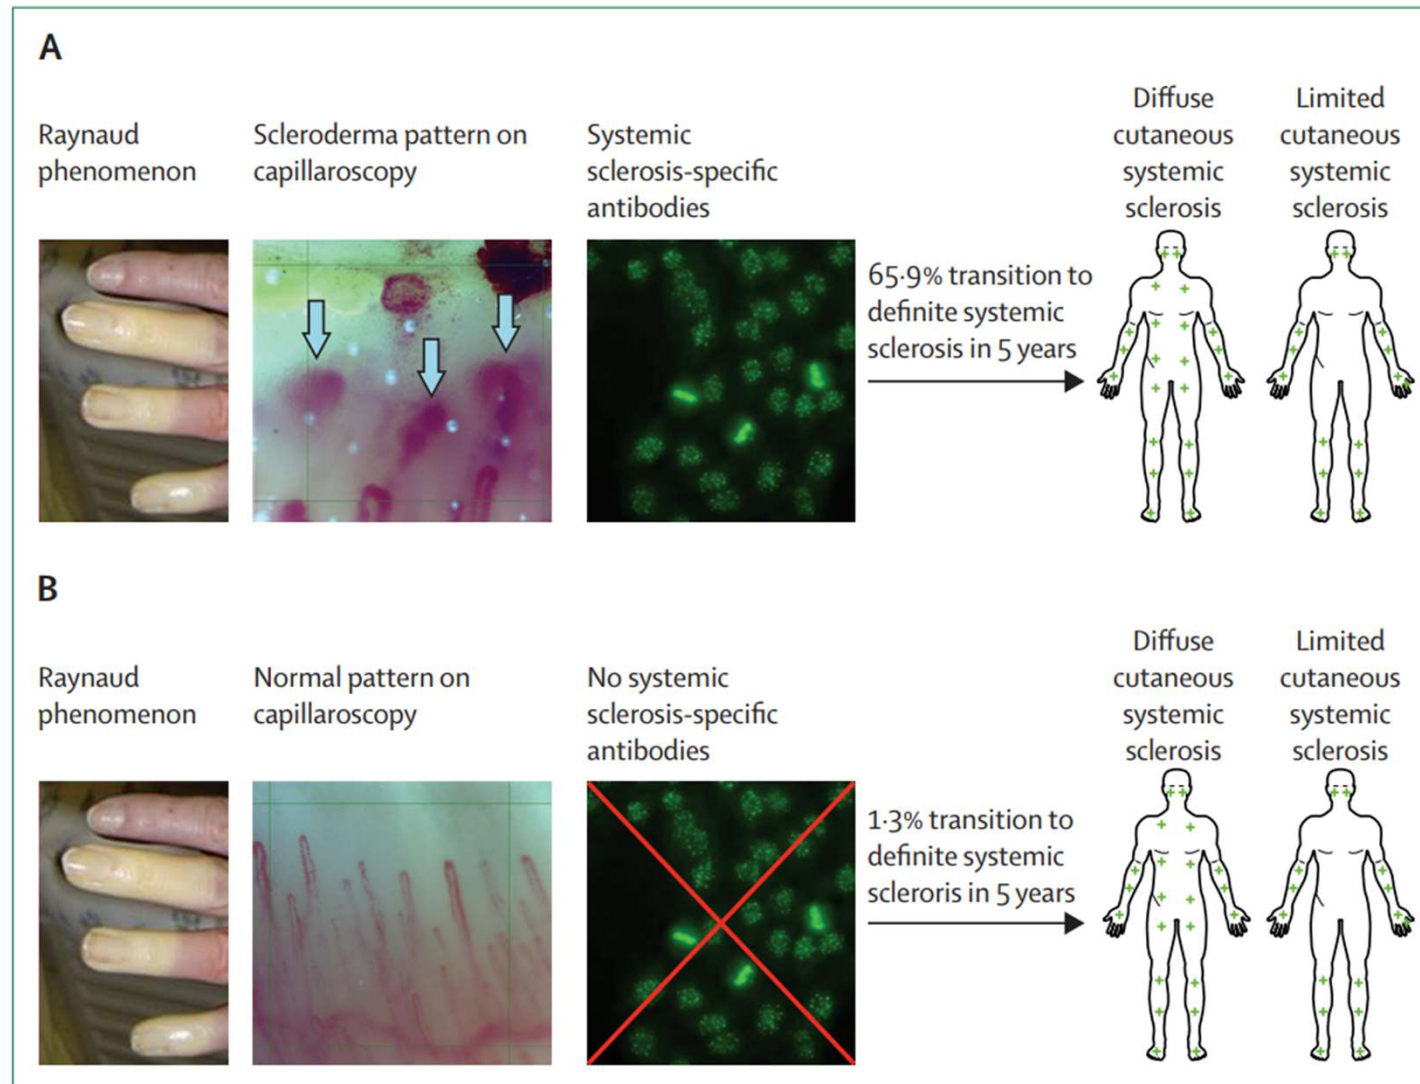 A
Raynaud
phenomenon
Scleroderma pattern on
capillaroscopy
Systemic
sclerosis-specific
antibodies
65·9% transition to
definite systemic
sclerosis in 5 years
Diffuse
cutaneous
systemic
sclerosis
Limited
cutaneous
systemic
sclerosis
B
Raynaud
phenomenon
Normal pattern on
capillaroscopy
No systemic
sclerosis-specific
antibodies
1·3% transition to
definite systemic
scleroris in 5 years
Diffuse
cutaneous
systemic
sclerosis
Limited
cutaneous
systemic
sclerosis